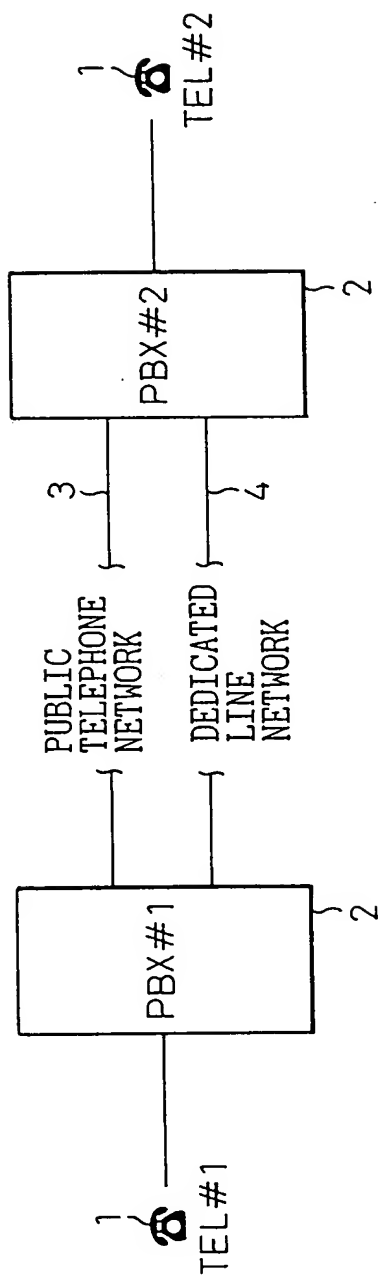 1
TEL#1
PBX#1
2
PUBLIC
TELEPHONE
NETWORK
DEDICATED
LINE
NETWORK
3
4
PBX#2
2
1
TEL#2